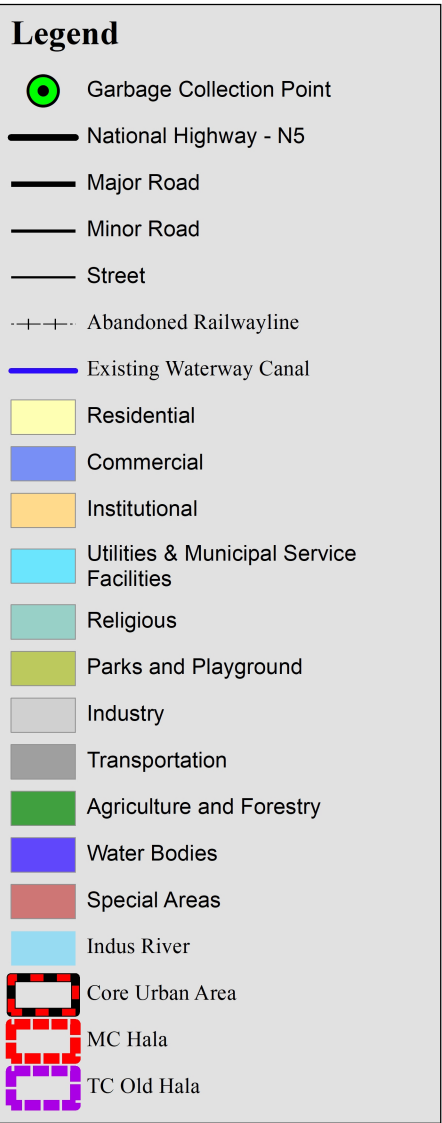 Legend
Garbage Collection Point
National Highway - N5
Major Road
Minor Road
Street
Abandoned Railwayline
Existing Waterway Canal
Residential
Commercial
Institutional
Utilities & Municipal Service
Facilities
Religious
Parks and Playground
Industry
Transportation
Agriculture and Forestry
Water Bodies
Special Areas
Indus River
Core Urban Area
MC Hala
TC Old Hala